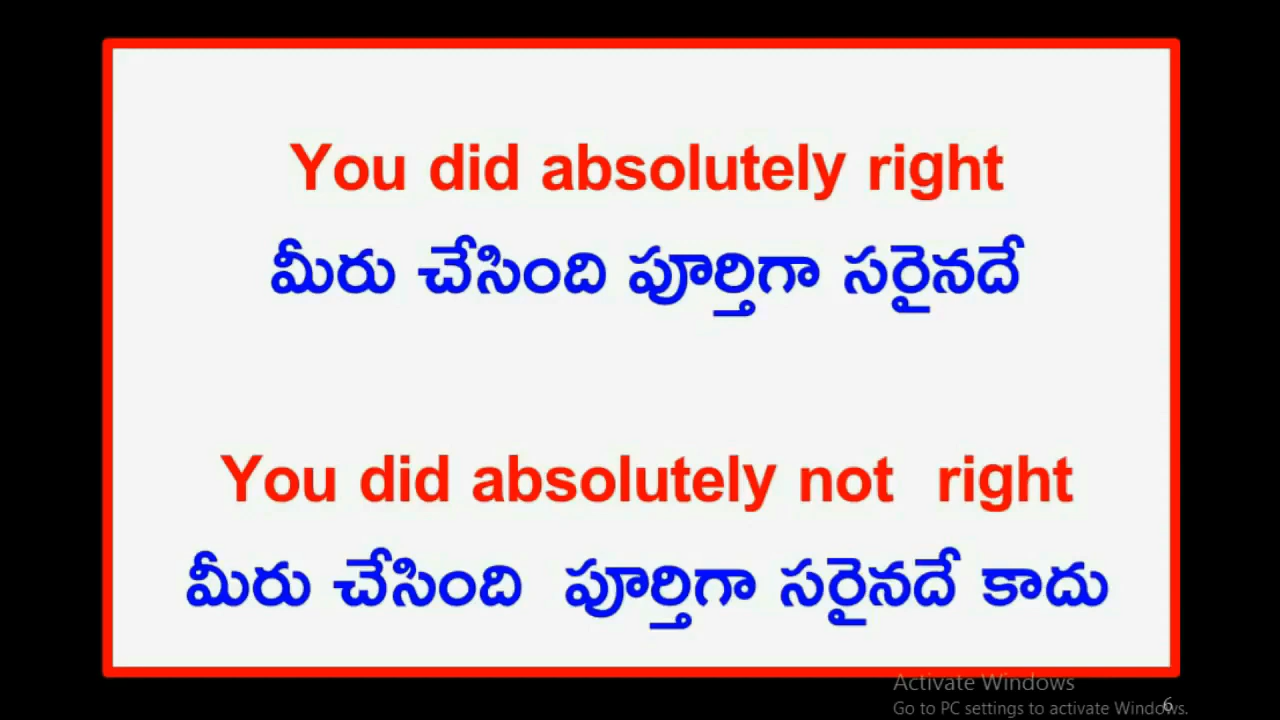 You did absolutely right
మీరు చేసింది పూర్తిగా సరైనదే
You did absolutely not right
మీరు చేసింది పూర్తిగా సరైనదే కాదు
Activate Windows
Go to PC settings to activate Windows.
6